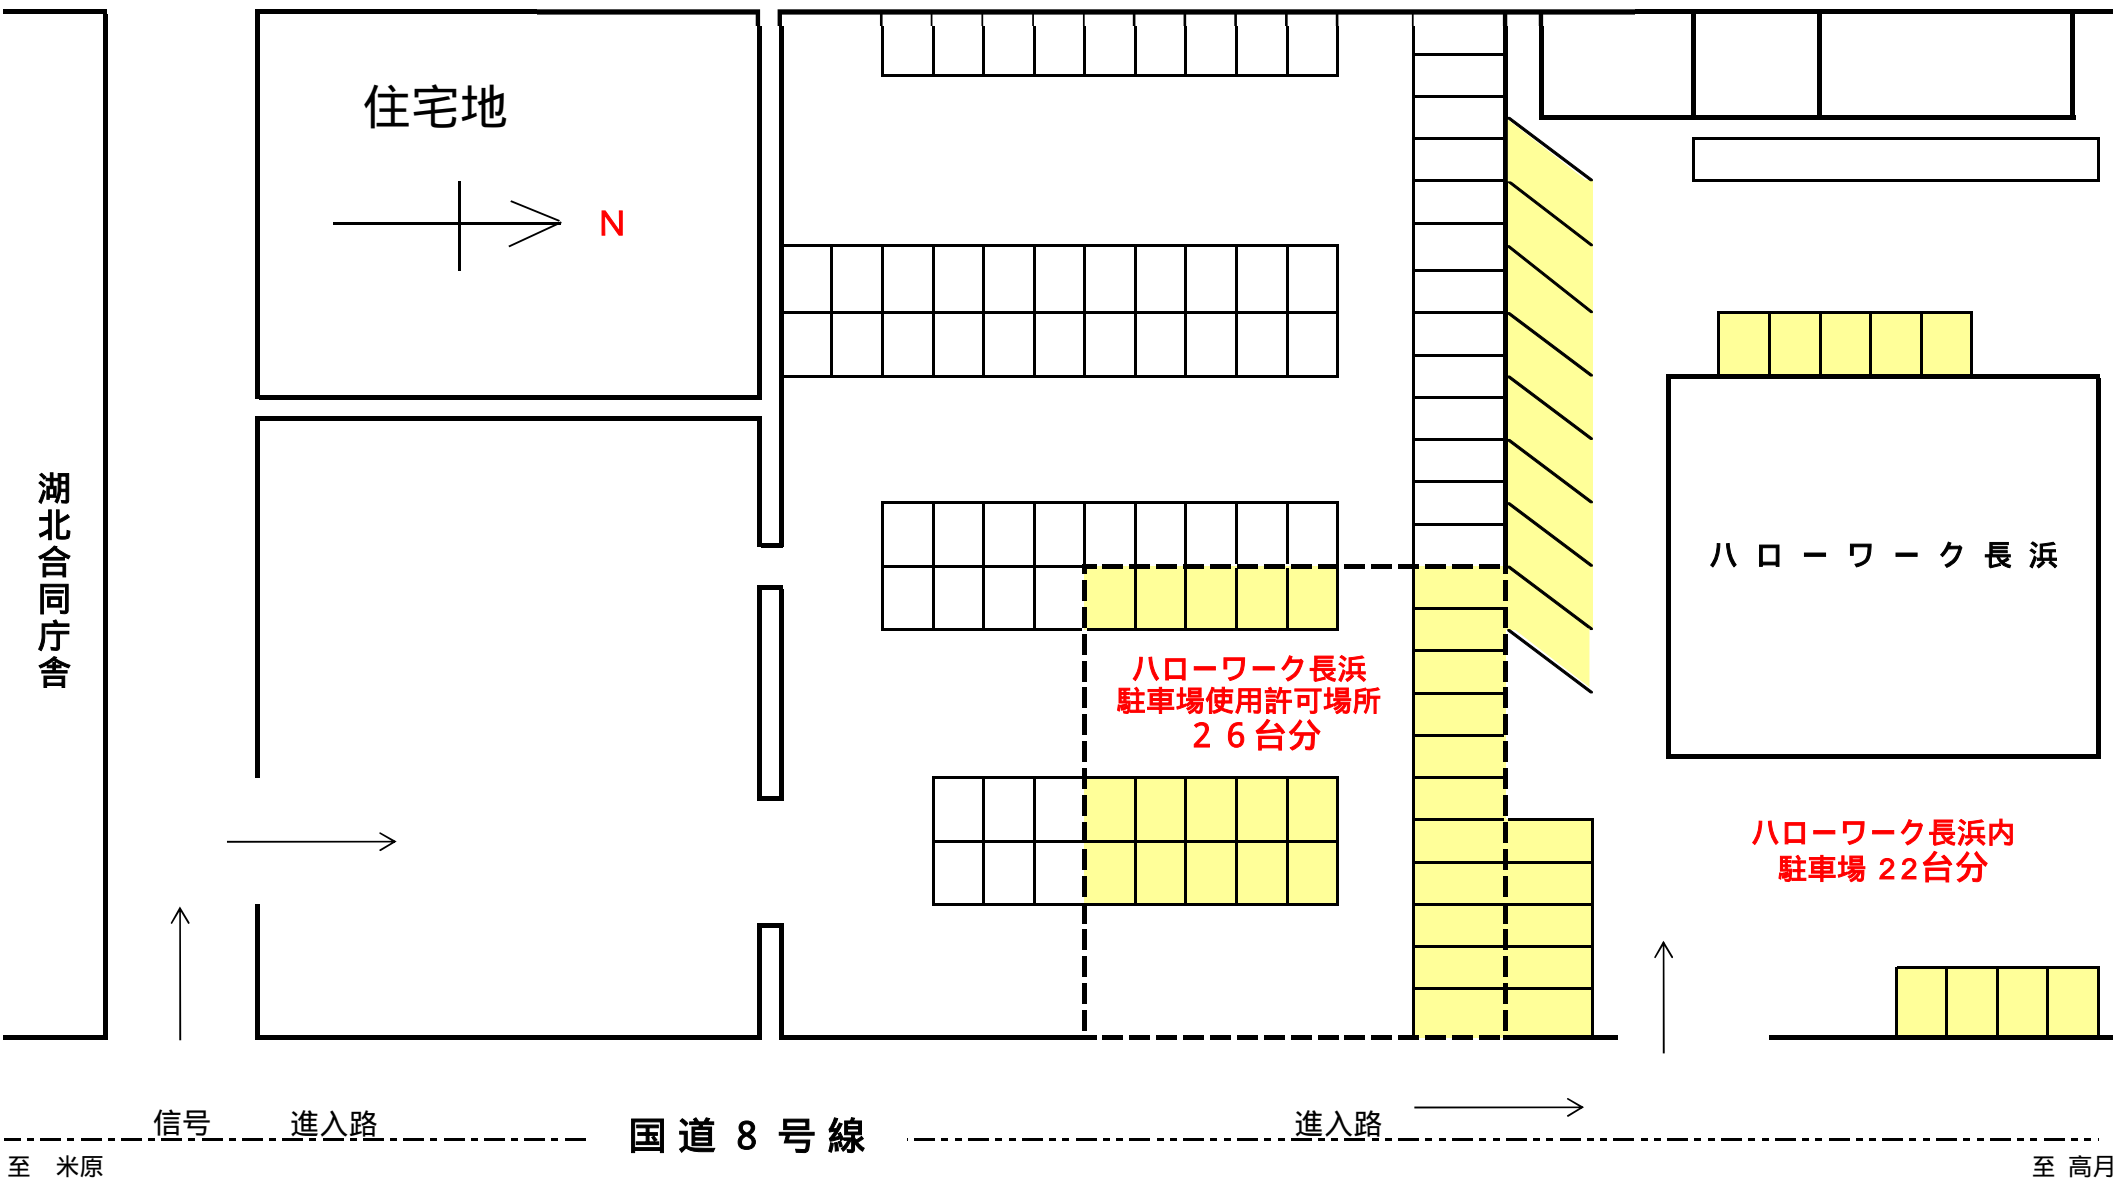 住宅地
N
湖北合同庁舎
ハローワーク長浜
ハローワーク長浜
駐車場使用許可場所
２６台分
ハローワーク長浜内
駐車場 22台分
信号
進入路
国道8号線
進入路
至 米原
至 高月